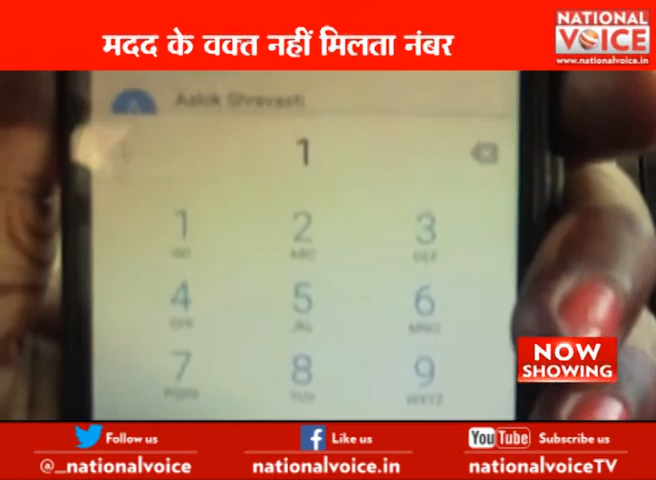 मदद के वक्त नहीं मिलता नंबर
NATIONAL
VOICE
www.nationalvoice.in
Aalok Shravasti
1
1 2 3
ABC DEF
4 5 6
GHI JKL MNO
7 8 9
PQRS TUV WXYZ
NOW
SHOWING
Follow us
@_nationalvoice
Like us
nationalvoice.in
YouTube Subscribe us
nationalvoiceTV